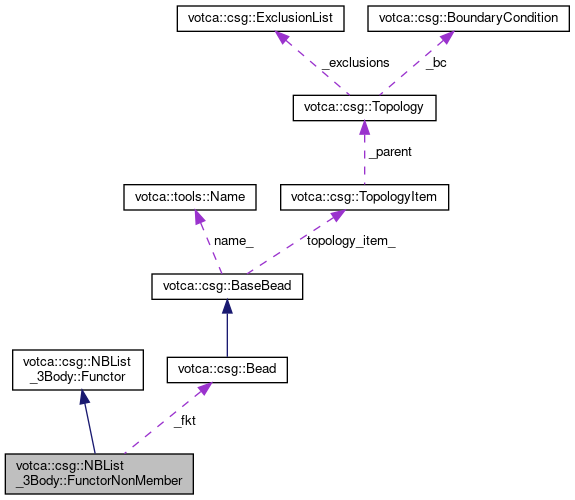 votca::csg::ExclusionList
votca::csg::BoundaryCondition
_exclusions
_bc
votca::csg::Topology
_parent
votca::tools::Name
votca::csg::TopologyItem
name_
topology_item_
votca::csg::BaseBead
votca::csg::NBList
_3Body::Functor
votca::csg::Bead
_fkt
votca::csg::NBList
_3Body::FunctorNonMember